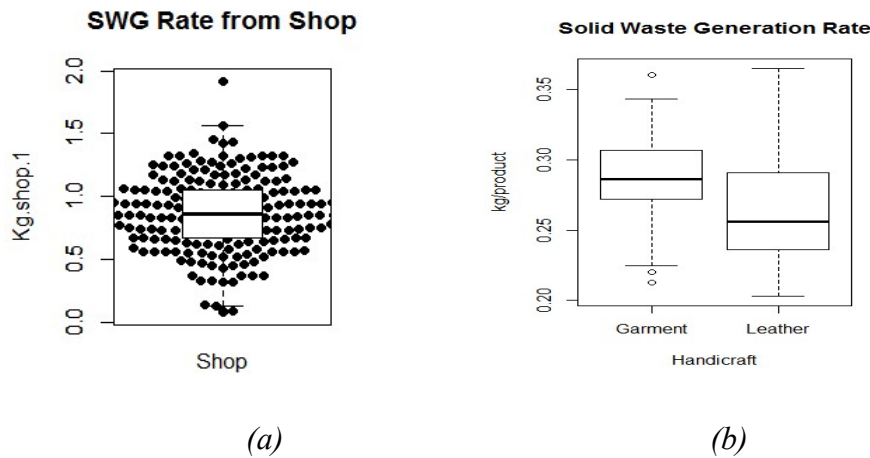 SWG Rate from Shop
Kg.shop.1
2.0
1.5
1.0
0.5
0.0
Shop
(a)
Solid Waste Generation Rate
kg/product
0.35
0.30
0.25
0.20
Garment Leather
Handicraft
(b)